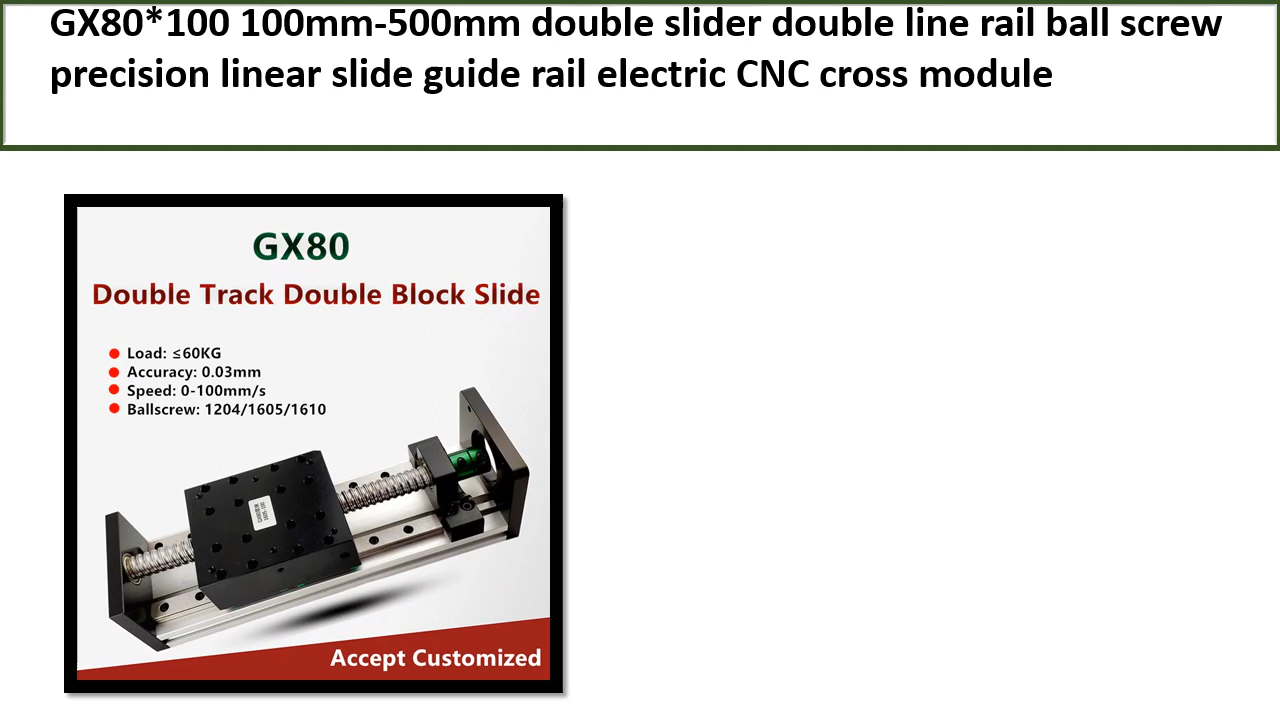 GX80*100 100mm-500mm double slider double line rail ball screw
precision linear slide guide rail electric CNC cross module
GX80
Double Track Double Block Slide
Load: ≤60KG
Accuracy: 0.03mm
Speed: 0-100mm/s
Ballscrew: 1204/1605/1610
Accept Customized